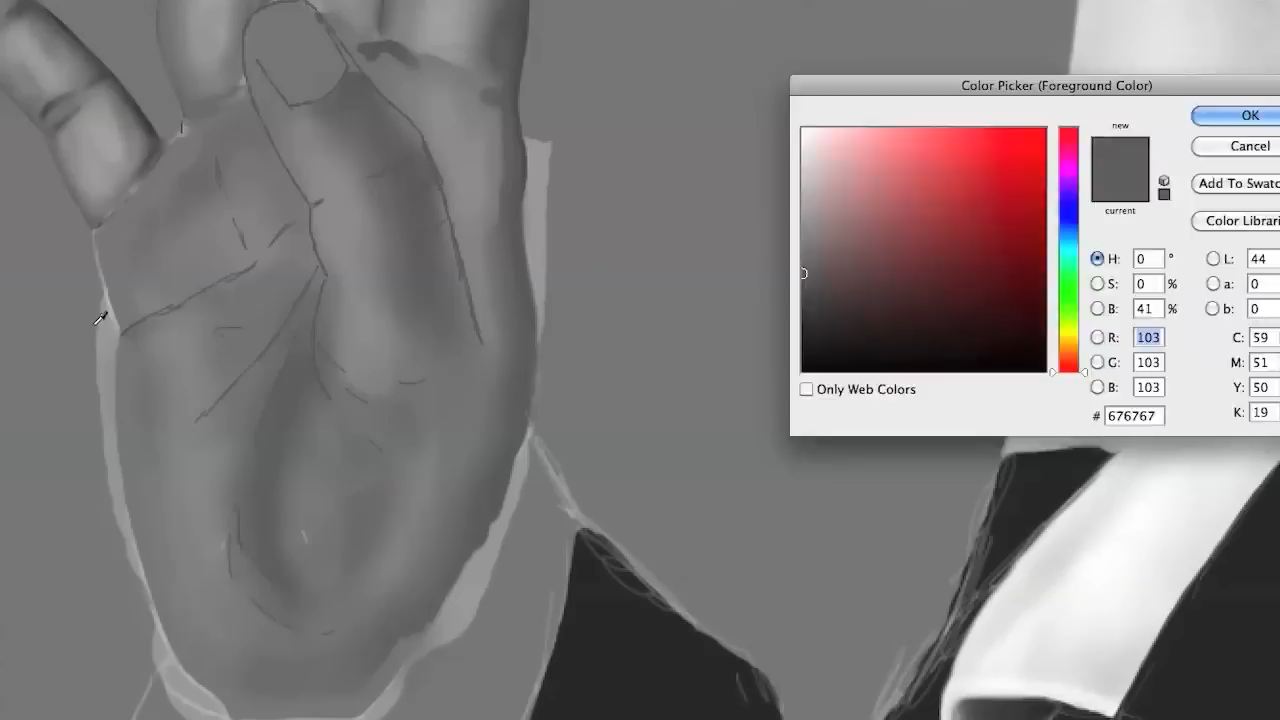 Color Picker (Foreground Color)
new
OK
Cancel
Add To Swatc
current
Color Librari
H: 0 ° L: 44
S: 0 % a: 0
B: 41 % b: 0
R: 103 C: 59
G: 103 M: 51
B: 103 Y: 50
# 676767 K: 19
Only Web Colors